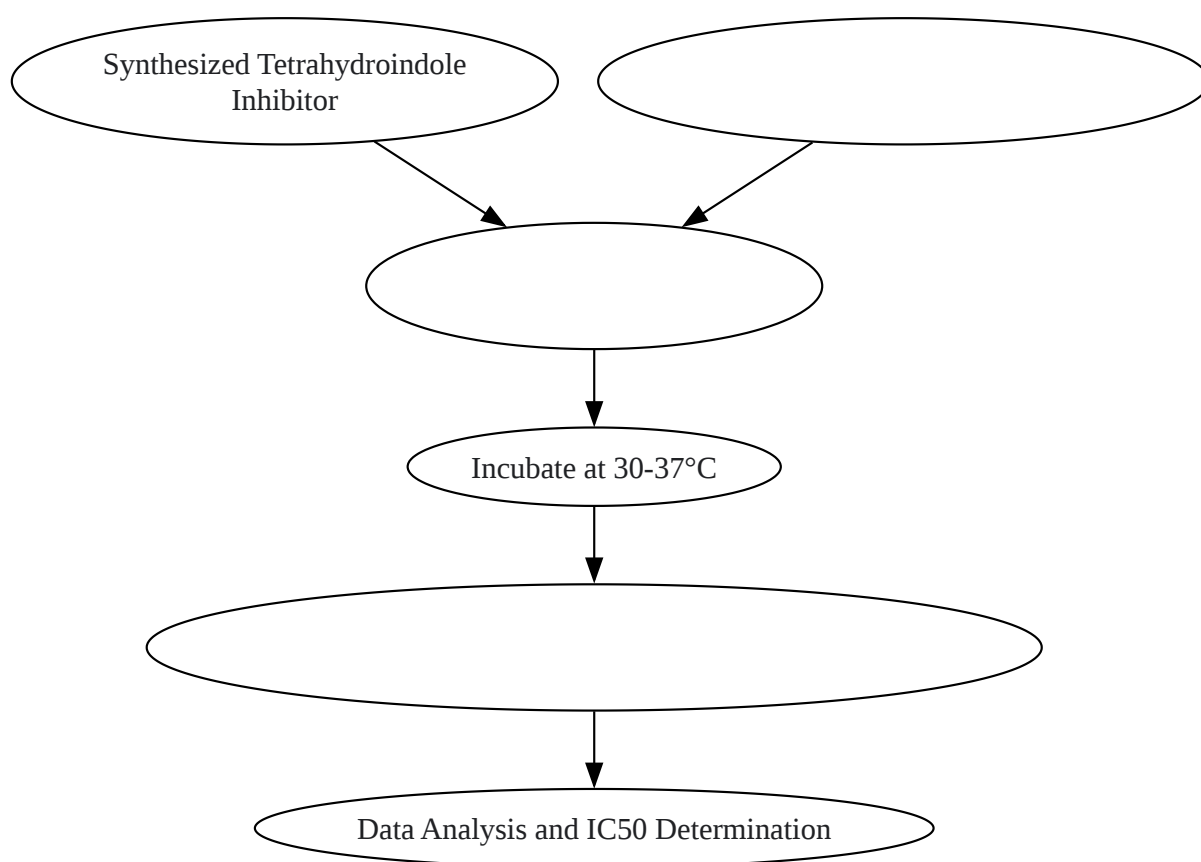 Synthesized Tetrahydroindole
Inhibitor
Incubate at 30-37°C
Data Analysis and IC50 Determination